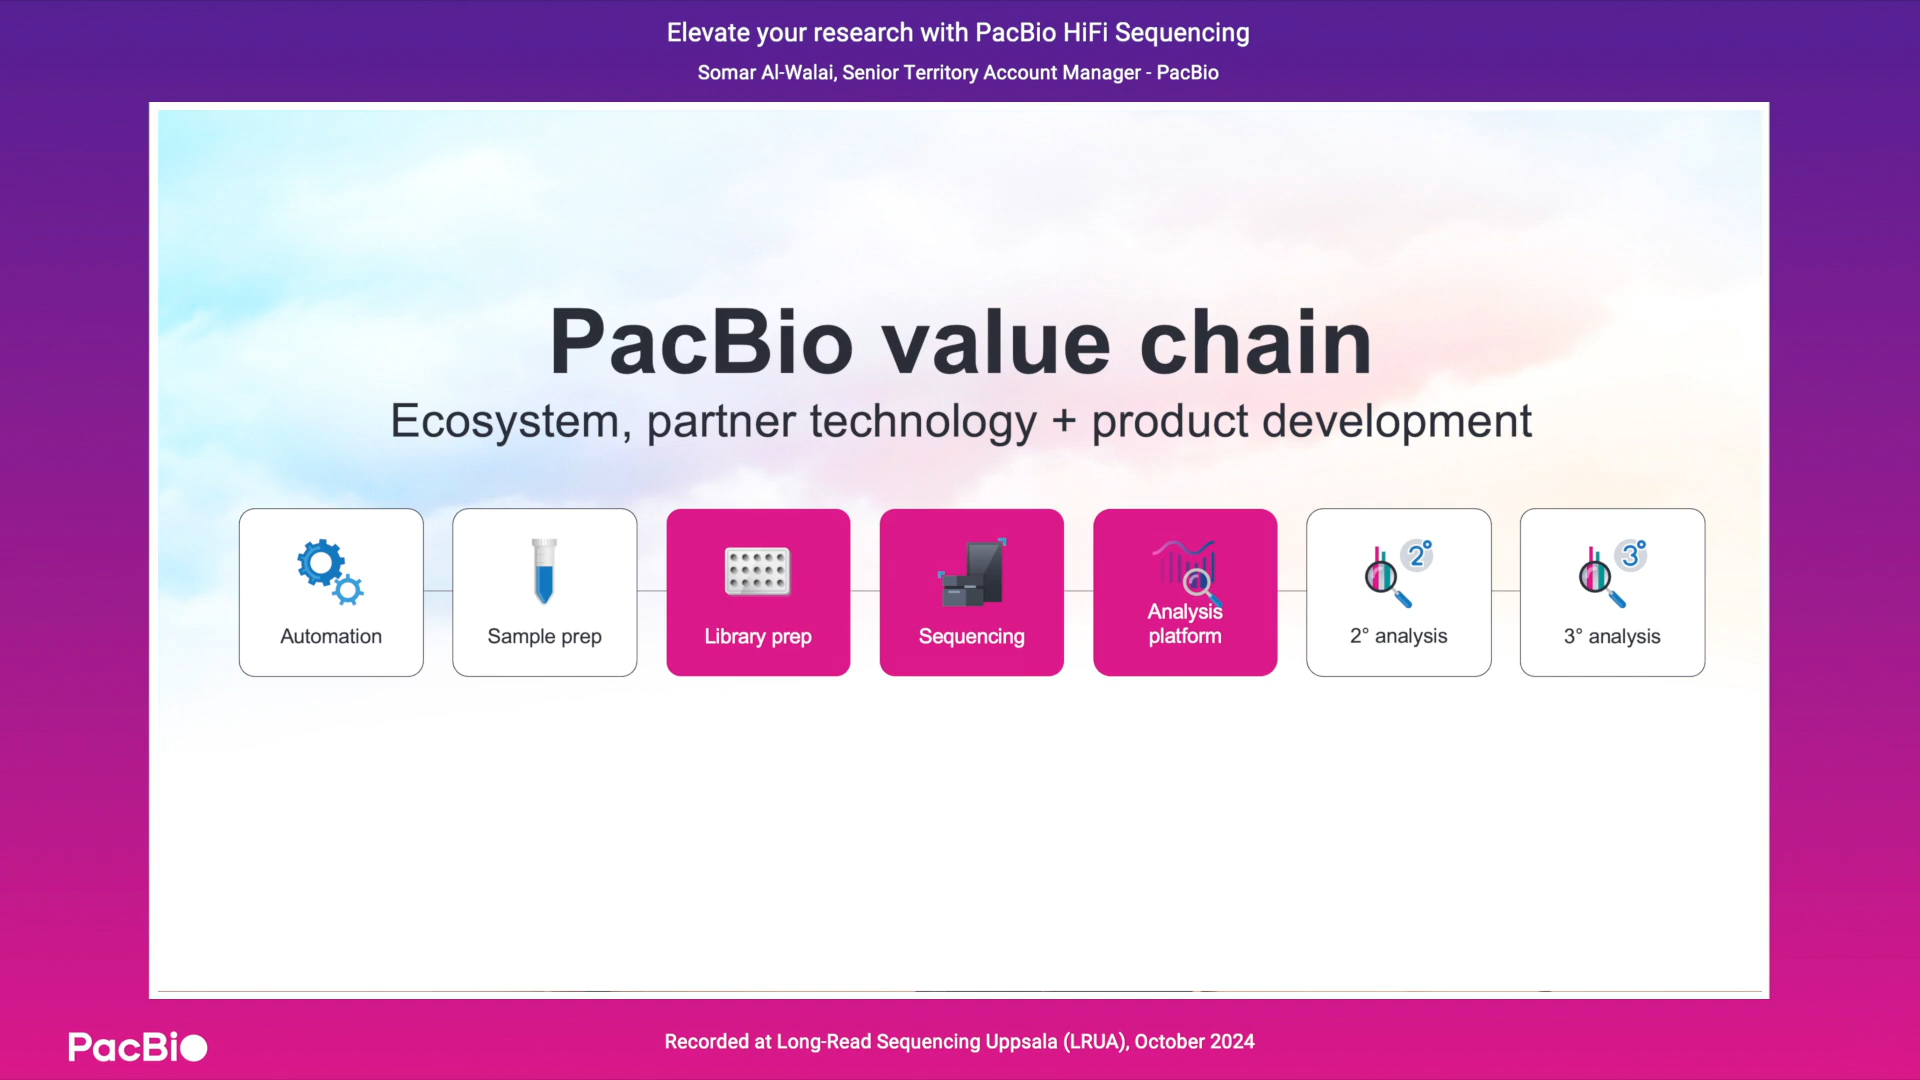 Elevate your research with PacBio HiFi Sequencing
Somar Al-Walai, Senior Territory Account Manager - PacBio
PacBio value chain
Ecosystem, partner technology + product development
Automation
Sample prep
Library prep
Sequencing
Analysis
platform
2°
2° analysis
3°
3° analysis
PacBio
Recorded at Long-Read Sequencing Uppsala (LRUA), October 2024